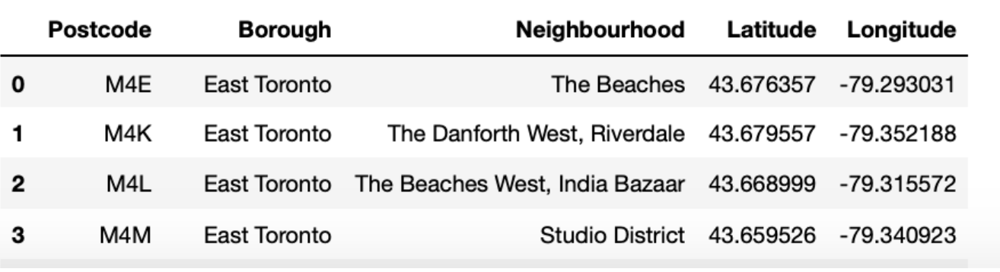 Postcode Borough Neighbourhood Latitude Longitude
0 M4E East Toronto The Beaches 43.676357 -79.293031
1 M4K East Toronto The Danforth West, Riverdale 43.679557 -79.352188
2 M4L East Toronto The Beaches West, India Bazaar 43.668999 -79.315572
3 M4M East Toronto Studio District 43.659526 -79.340923